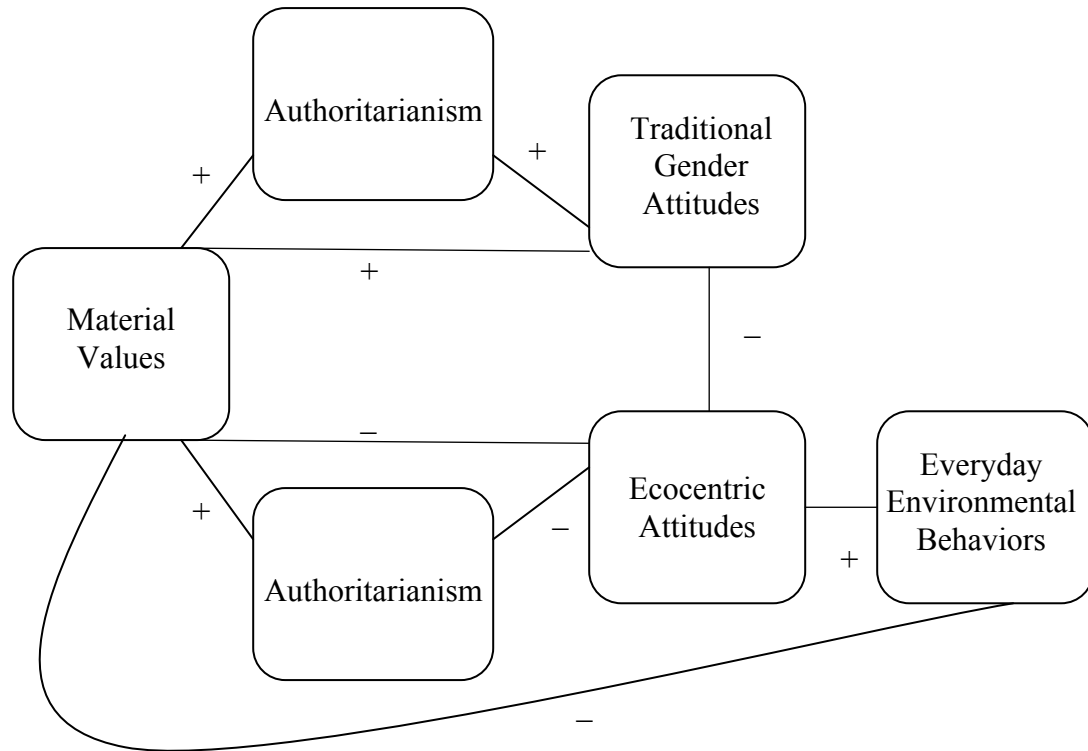 Authoritarianism
Traditional
Gender
Attitudes
+
+
+
Material
Values
–
–
+
–
Authoritarianism
Ecocentric
Attitudes
+
Everyday
Environmental
Behaviors
–